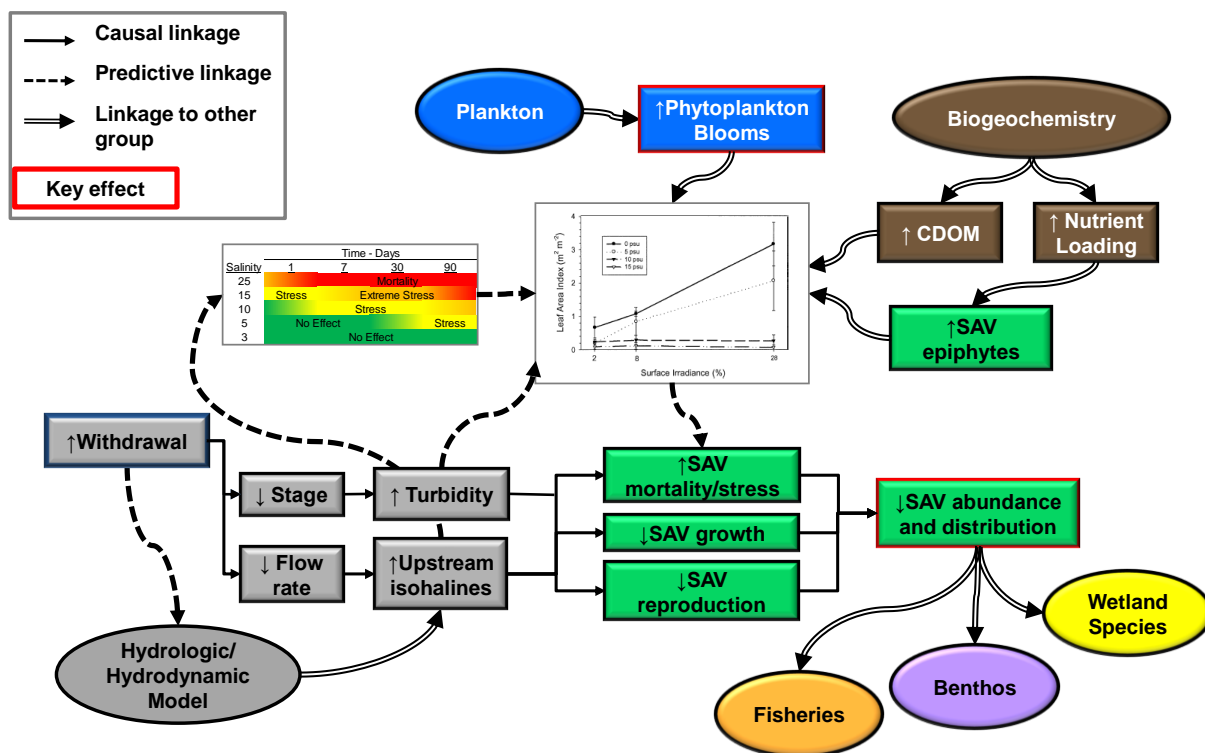 Causal linkage
Predictive linkage
Linkage to other
group
Key effect
Plankton
↑Phytoplankton
Blooms
Biogeochemistry
↑ CDOM
↑ Nutrient
Loading
↑SAV
epiphytes
Time - Days
Salinity 1 7 30 90
25 Mortality
15 Stress Extreme Stress
10 Stress
5 No Effect Stress
3 No Effect
Leaf Area Index (m² m⁻²)
4
3
2
1
0
0 psu
5 psu
10 psu
15 psu
2 8 28
Surface Irradiance (%)
↑Withdrawal
↓ Stage
↑ Turbidity
↓ Flow
rate
↑Upstream
isohalines
Hydrologic/
Hydrodynamic
Model
↑SAV
mortality/stress
↓SAV growth
↓SAV
reproduction
↓SAV abundance
and distribution
Wetland
Species
Benthos
Fisheries